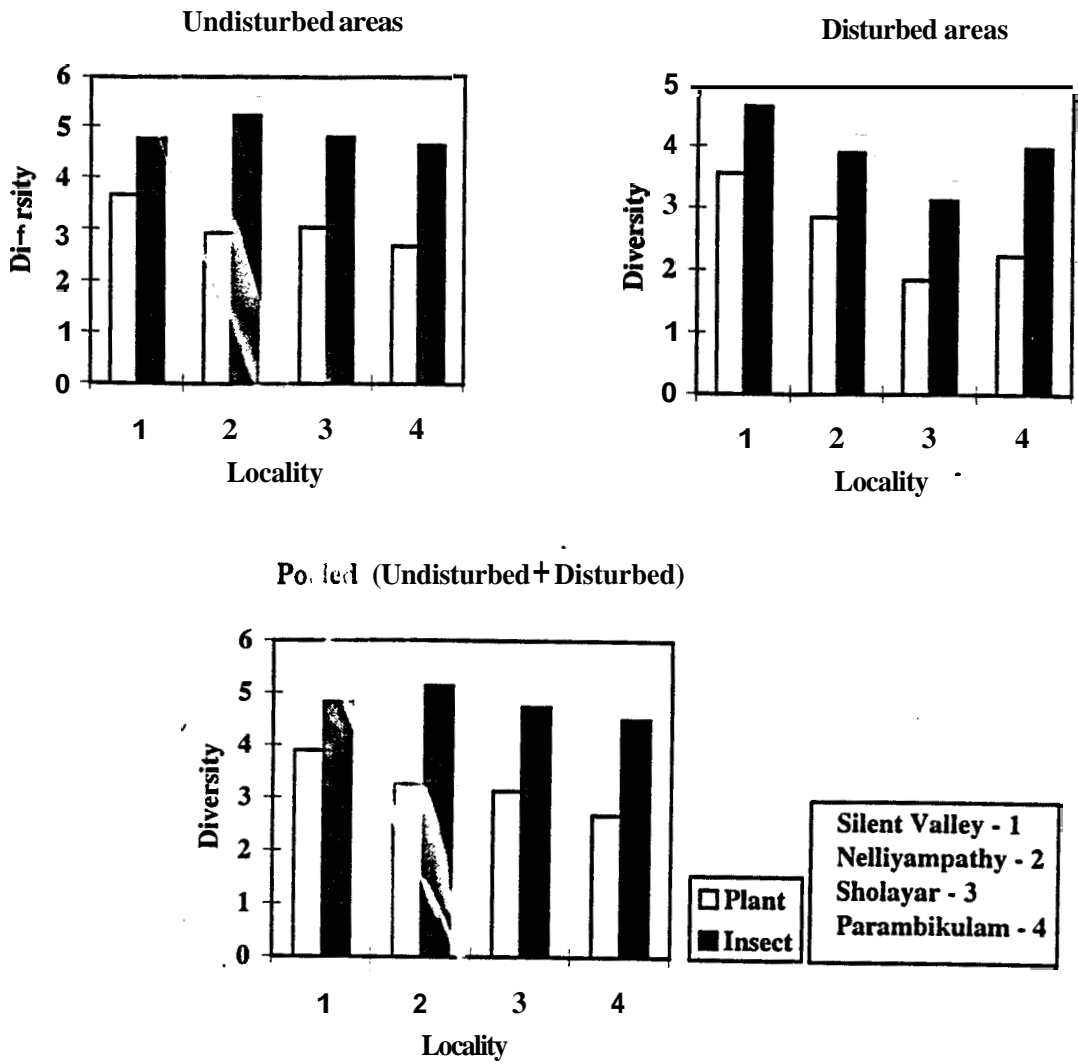 Undisturbed areas
6
5
4
3
2
1
0
1 2 3 4
Locality
Disturbed areas
Diversity
5
4
3
2
1
0
1 2 3 4
Locality
(Undisturbed + Disturbed)
Diversity
6
5
4
3
2
1
0
1 2 3 4
Locality
Plant
Insect
Silent Valley - 1
Nelliyampathy - 2
Sholayar - 3
Parambikulam - 4